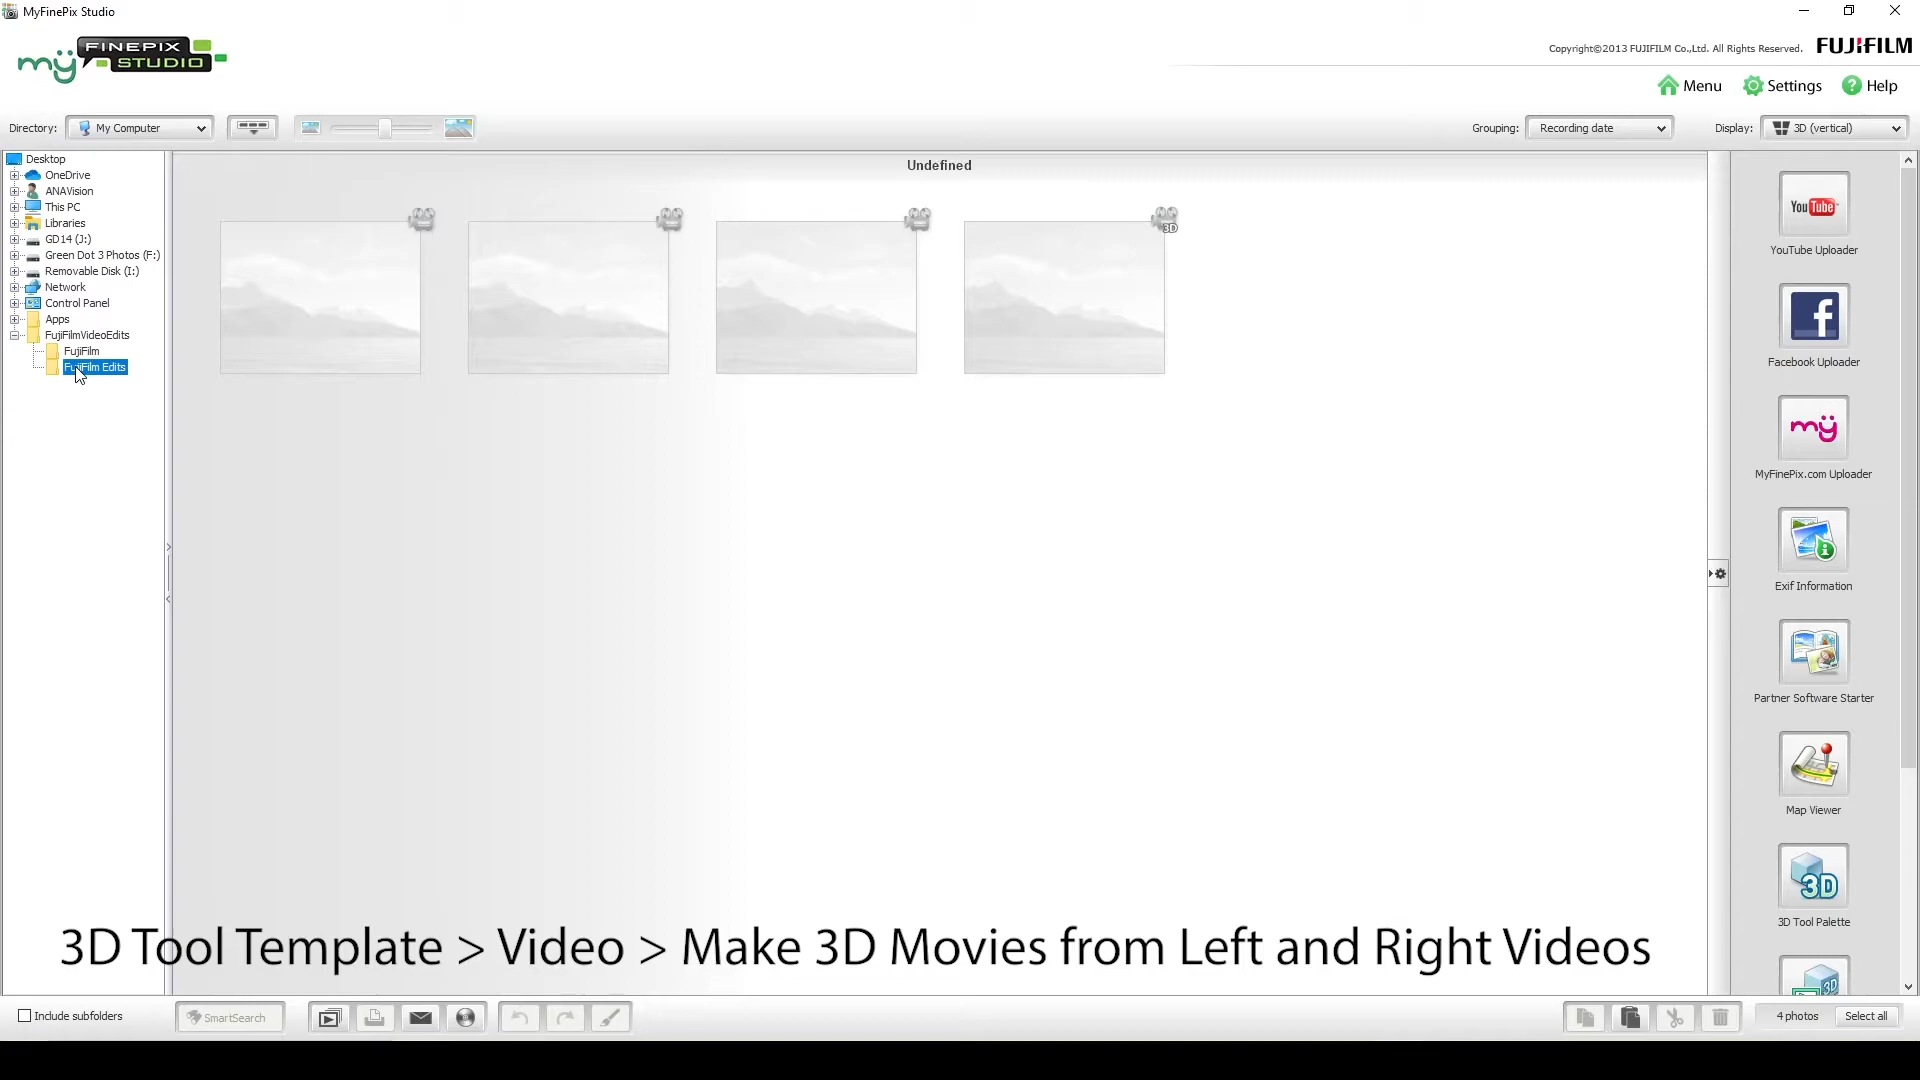 MyFinePix Studio
mÿ FINEPIX STUDIO
Copyright©2013 FUJIFILM Co.,Ltd. All Rights Reserved. FUJIFILM
Menu Settings Help
Directory: My Computer Grouping: Recording date Display: 3D (vertical)
Desktop
OneDrive
ANAVision
This PC
Libraries
GD14 (J:)
Green Dot 3 Photos (F:)
Removable Disk (I:)
Network
Control Panel
Apps
FujiFilmVideoEdits
FujiFilm
FujiFilm Edits
Undefined
3D
YouTube
YouTube Uploader
f
Facebook Uploader
mÿ
MyFinePix.com Uploader
Exif Information
Partner Software Starter
Map Viewer
3D
3D Tool Palette
3D
3D Tool Template > Video > Make 3D Movies from Left and Right Videos
Include subfolders SmartSearch 4 photos Select all